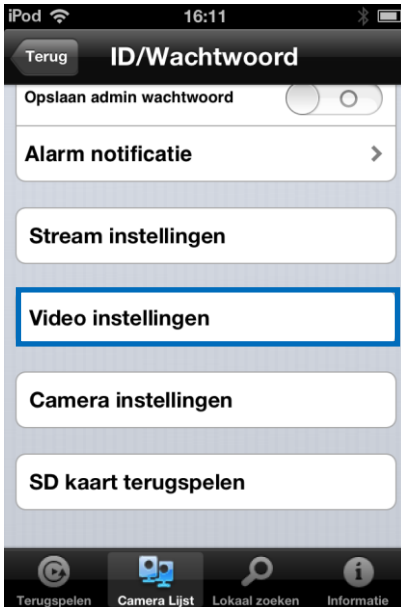 iPod 16:11
Terug ID/Wachtwoord
Opslaan admin wachtwoord
Alarm notificatie
Stream instellingen
Video instellingen
Camera instellingen
SD kaart terugspelen
Terugspelen Camera Lijst Lokaal zoeken Informatie